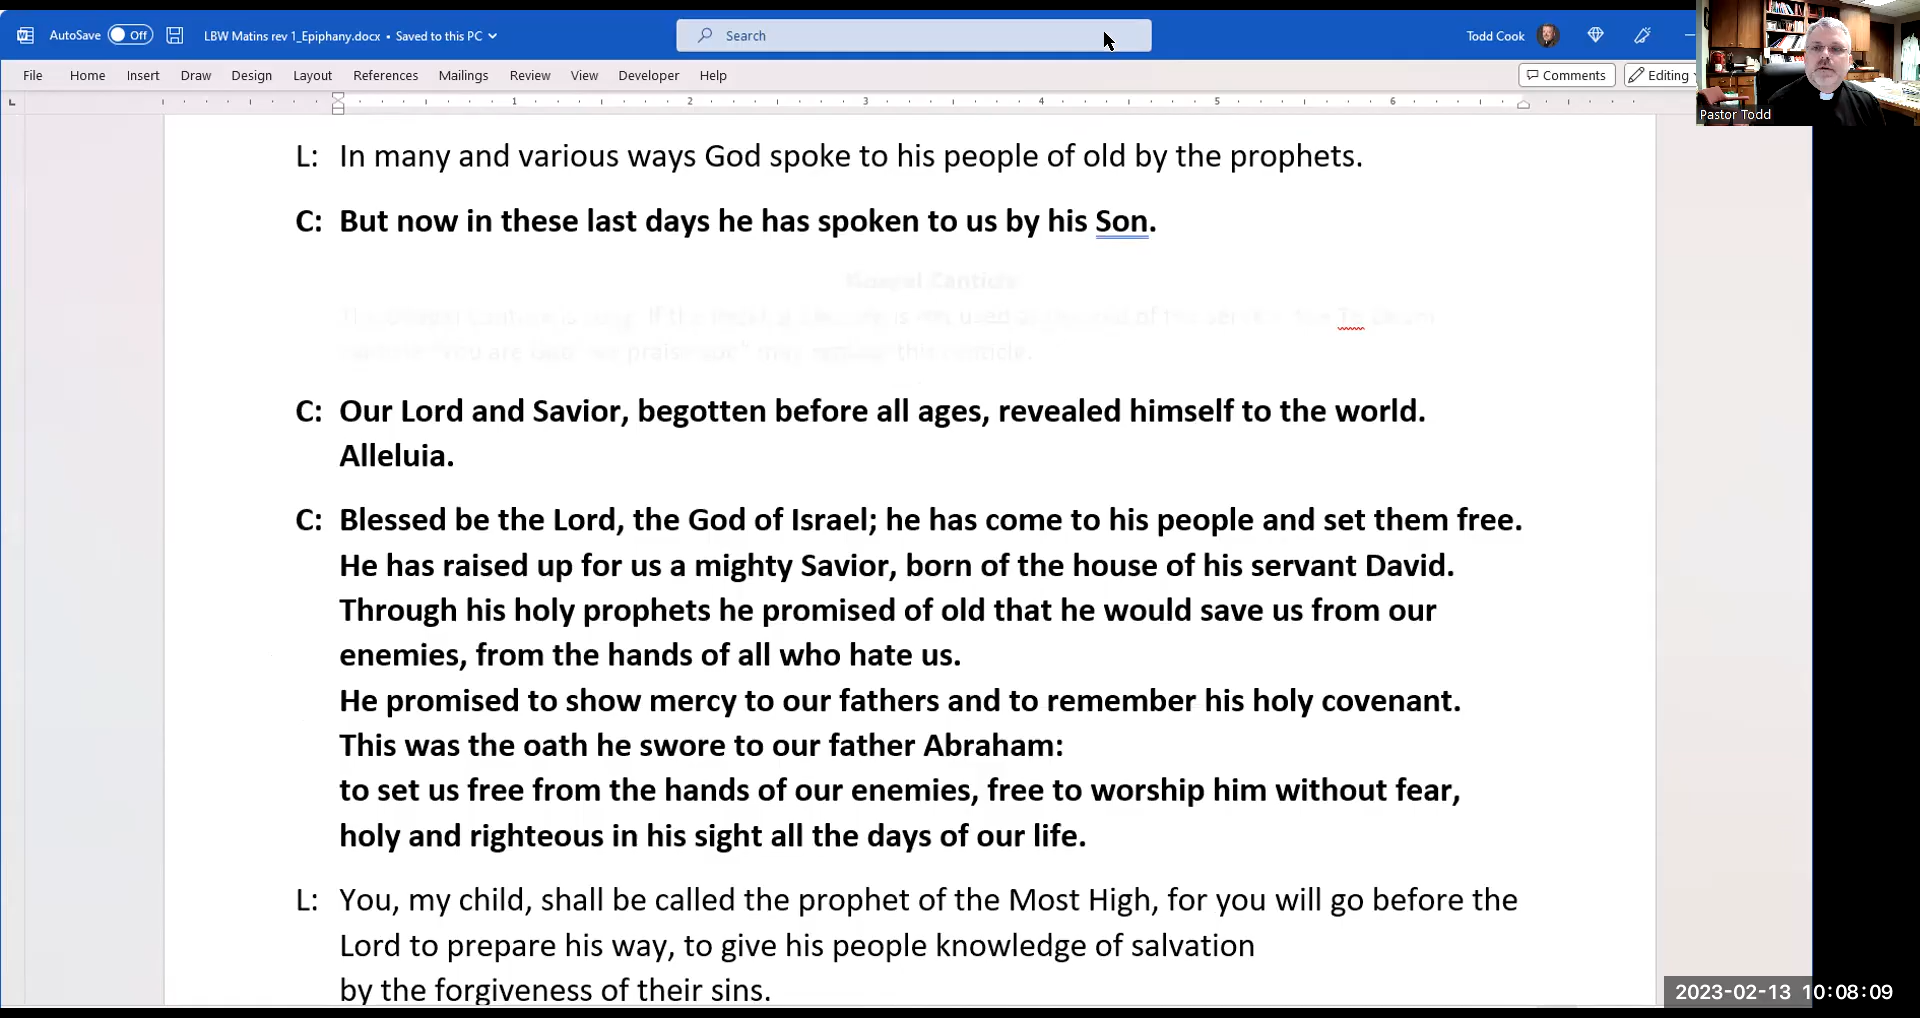 AutoSave Off LBW Matins rev 1_Epiphany.docx • Saved to this PC Search Todd Cook
File Home Insert Draw Design Layout References Mailings Review View Developer Help Comments Editing
Pastor Todd
1 2 3 4 5 6
L: In many and various ways God spoke to his people of old by the prophets.
C: But now in these last days he has spoken to us by his Son.
Gospel Canticle
C: Our Lord and Savior, begotten before all ages, revealed himself to the world.
Alleluia.
C: Blessed be the Lord, the God of Israel; he has come to his people and set them free.
He has raised up for us a mighty Savior, born of the house of his servant David.
Through his holy prophets he promised of old that he would save us from our
enemies, from the hands of all who hate us.
He promised to show mercy to our fathers and to remember his holy covenant.
This was the oath he swore to our father Abraham:
to set us free from the hands of our enemies, free to worship him without fear,
holy and righteous in his sight all the days of our life.
L: You, my child, shall be called the prophet of the Most High, for you will go before the
Lord to prepare his way, to give his people knowledge of salvation
by the forgiveness of their sins.
2023-02-13 10:08:09